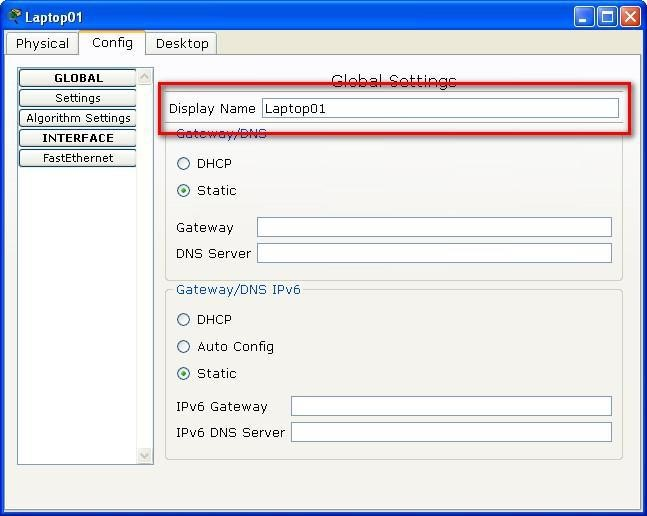 Laptop01
Physical Config Desktop
GLOBAL
Settings
Algorithm Settings
INTERFACE
FastEthernet
Global Settings
Display Name Laptop01
Gateway/DNS
DHCP
Static
Gateway
DNS Server
Gateway/DNS IPv6
DHCP
Auto Config
Static
IPv6 Gateway
IPv6 DNS Server